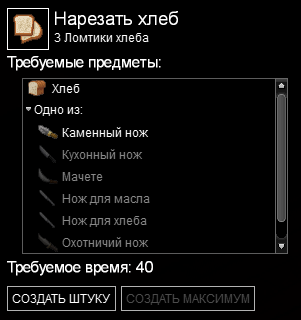 Нарезать хлеб
3 Ломтики хлеба
Требуемые предметы:
Хлеб
Одно из:
Каменный нож
Кухонный нож
Мачете
Нож для масла
Нож для хлеба
Охотничий нож
Требуемое время: 40
СОЗДАТЬ ШТУКУ СОЗДАТЬ МАКСИМУМ